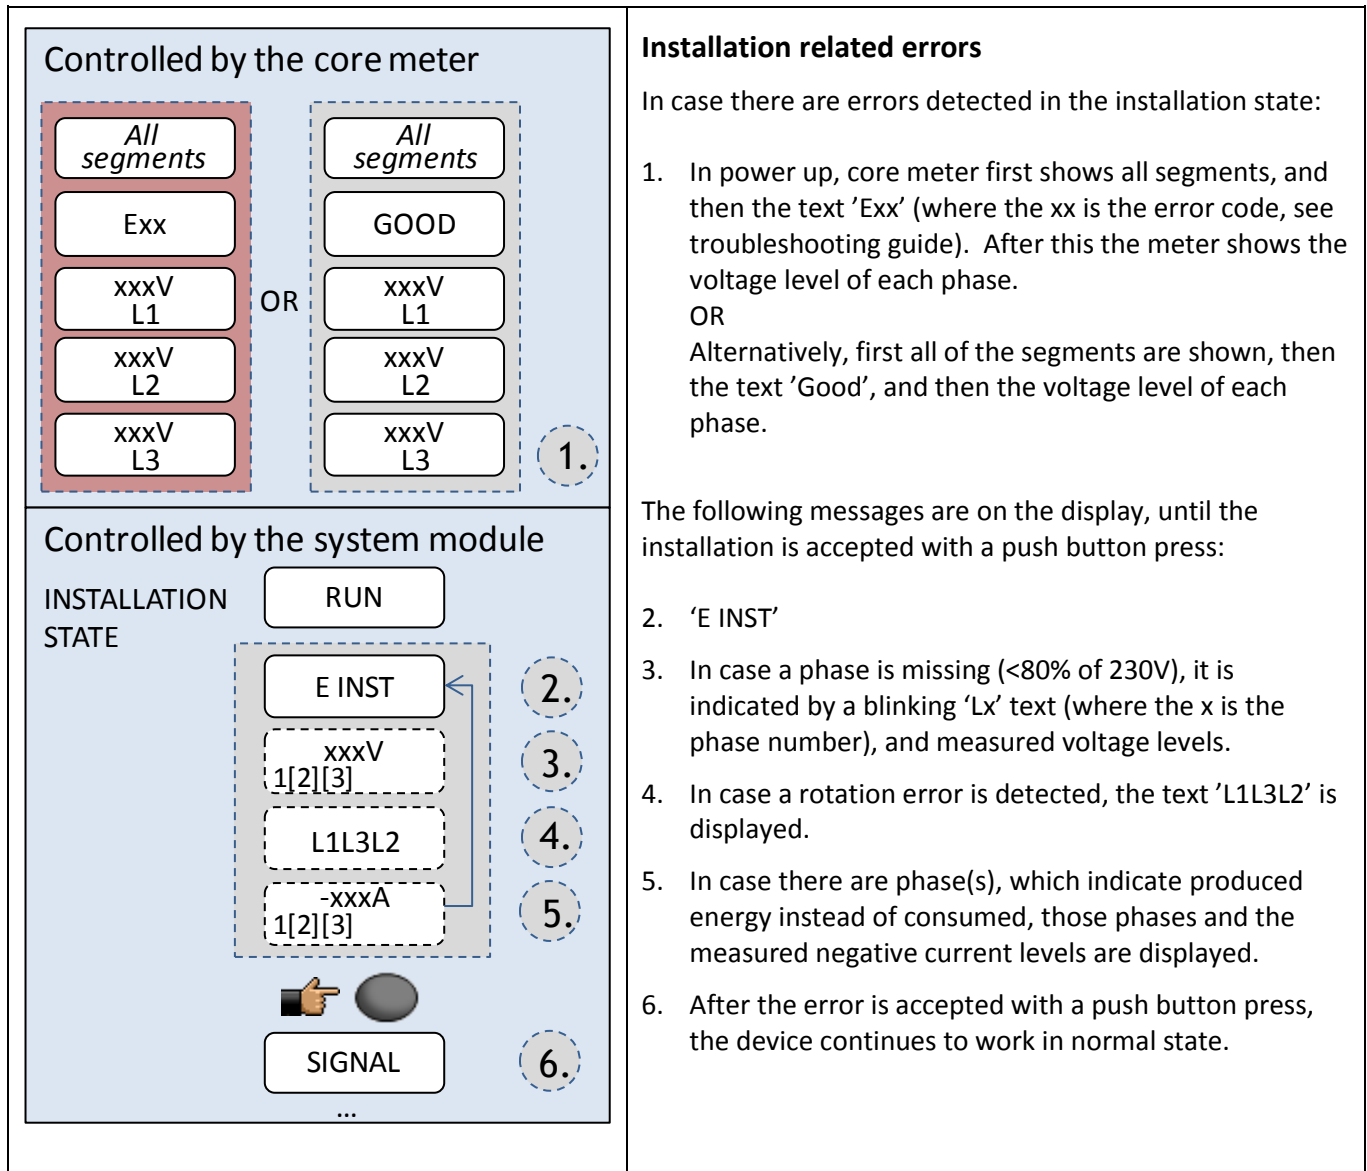 Controlled by the core meter
All
segments
Exx
xxxV
L1
xxxV
L2
xxxV
L3
OR
All
segments
GOOD
xxxV
L1
xxxV
L2
xxxV
L3
1.
Controlled by the system module
INSTALLATION
STATE
RUN
E INST
2.
xxxV
1[2][3]
3.
L1L3L2
4.
-xxxA
1[2][3]
5.
SIGNAL
6.
...
Installation related errors
In case there are errors detected in the installation state:
1. In power up, core meter first shows all segments, and
then the text ’Exx’ (where the xx is the error code, see
troubleshooting guide).  After this the meter shows the
voltage level of each phase.
OR
Alternatively, first all of the segments are shown, then
the text ’Good’, and then the voltage level of each
phase.
The following messages are on the display, until the
installation is accepted with a push button press:
2. ‘E INST’
3. In case a phase is missing (<80% of 230V), it is
indicated by a blinking ‘Lx’ text (where the x is the
phase number), and measured voltage levels.
4. In case a rotation error is detected, the text ’L1L3L2’ is
displayed.
5. In case there are phase(s), which indicate produced
energy instead of consumed, those phases and the
measured negative current levels are displayed.
6. After the error is accepted with a push button press,
the device continues to work in normal state.